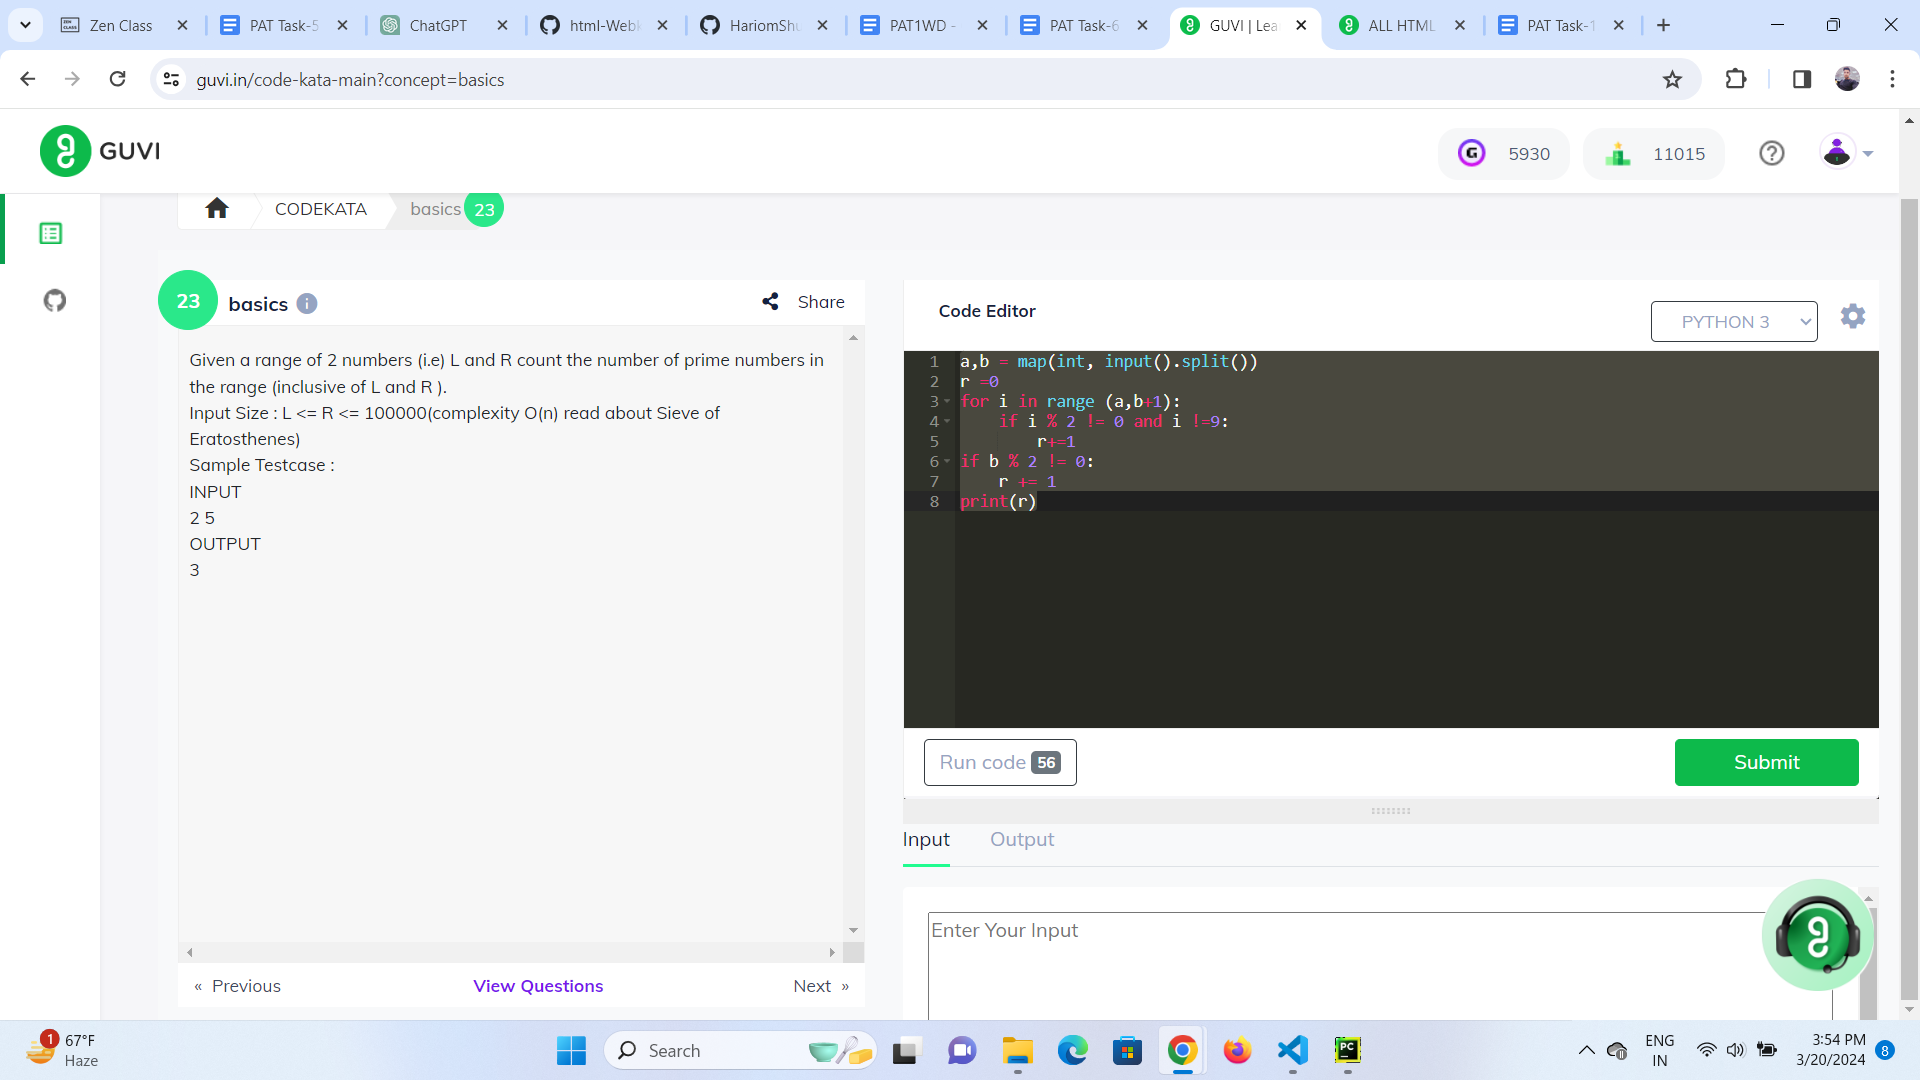 Zen Class
PAT Task-5
ChatGPT
html-Webk
HariomShu
PAT1WD -
PAT Task-6
GUVI | Lea
ALL HTML
PAT Task-1
guvi.in/code-kata-main?concept=basics
GUVI
5930
11015
CODEKATA
basics 23
23 basics
Share
Given a range of 2 numbers (i.e) L and R count the number of prime numbers in
the range (inclusive of L and R ).
Input Size : L <= R <= 100000(complexity O(n) read about Sieve of
Eratosthenes)
Sample Testcase :
INPUT
2 5
OUTPUT
3
« Previous
View Questions
Next »
Code Editor
PYTHON 3
1 a,b = map(int, input().split())
2 r =0
3 for i in range (a,b+1):
4 if i % 2 != 0 and i !=9:
5 r+=1
6 if b % 2 != 0:
7 r += 1
8 print(r)
Run code 56
Submit
Input
Output
Enter Your Input
1
67°F
Haze
Search
PC
ENG
IN
3:54 PM
3/20/2024
8